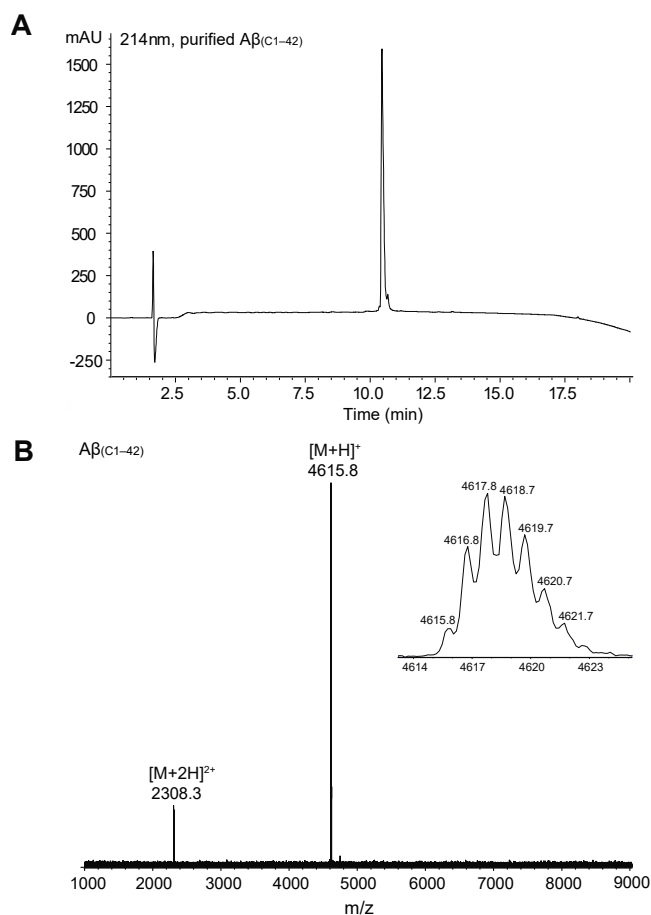 A
mAU
214nm, purified Aβ(C1–42)
1500
1250
1000
750
500
250
0
-250
2.5 5.0 7.5 10.0 12.5 15.0 17.5
Time (min)
B
Aβ(C1–42)
[M+H]+
4615.8
4617.8 4618.7
4616.8
4619.7
4620.7
4615.8
4621.7
4614 4617 4620 4623
[M+2H]2+
2308.3
1000 2000 3000 4000 5000 6000 7000 8000 9000
m/z